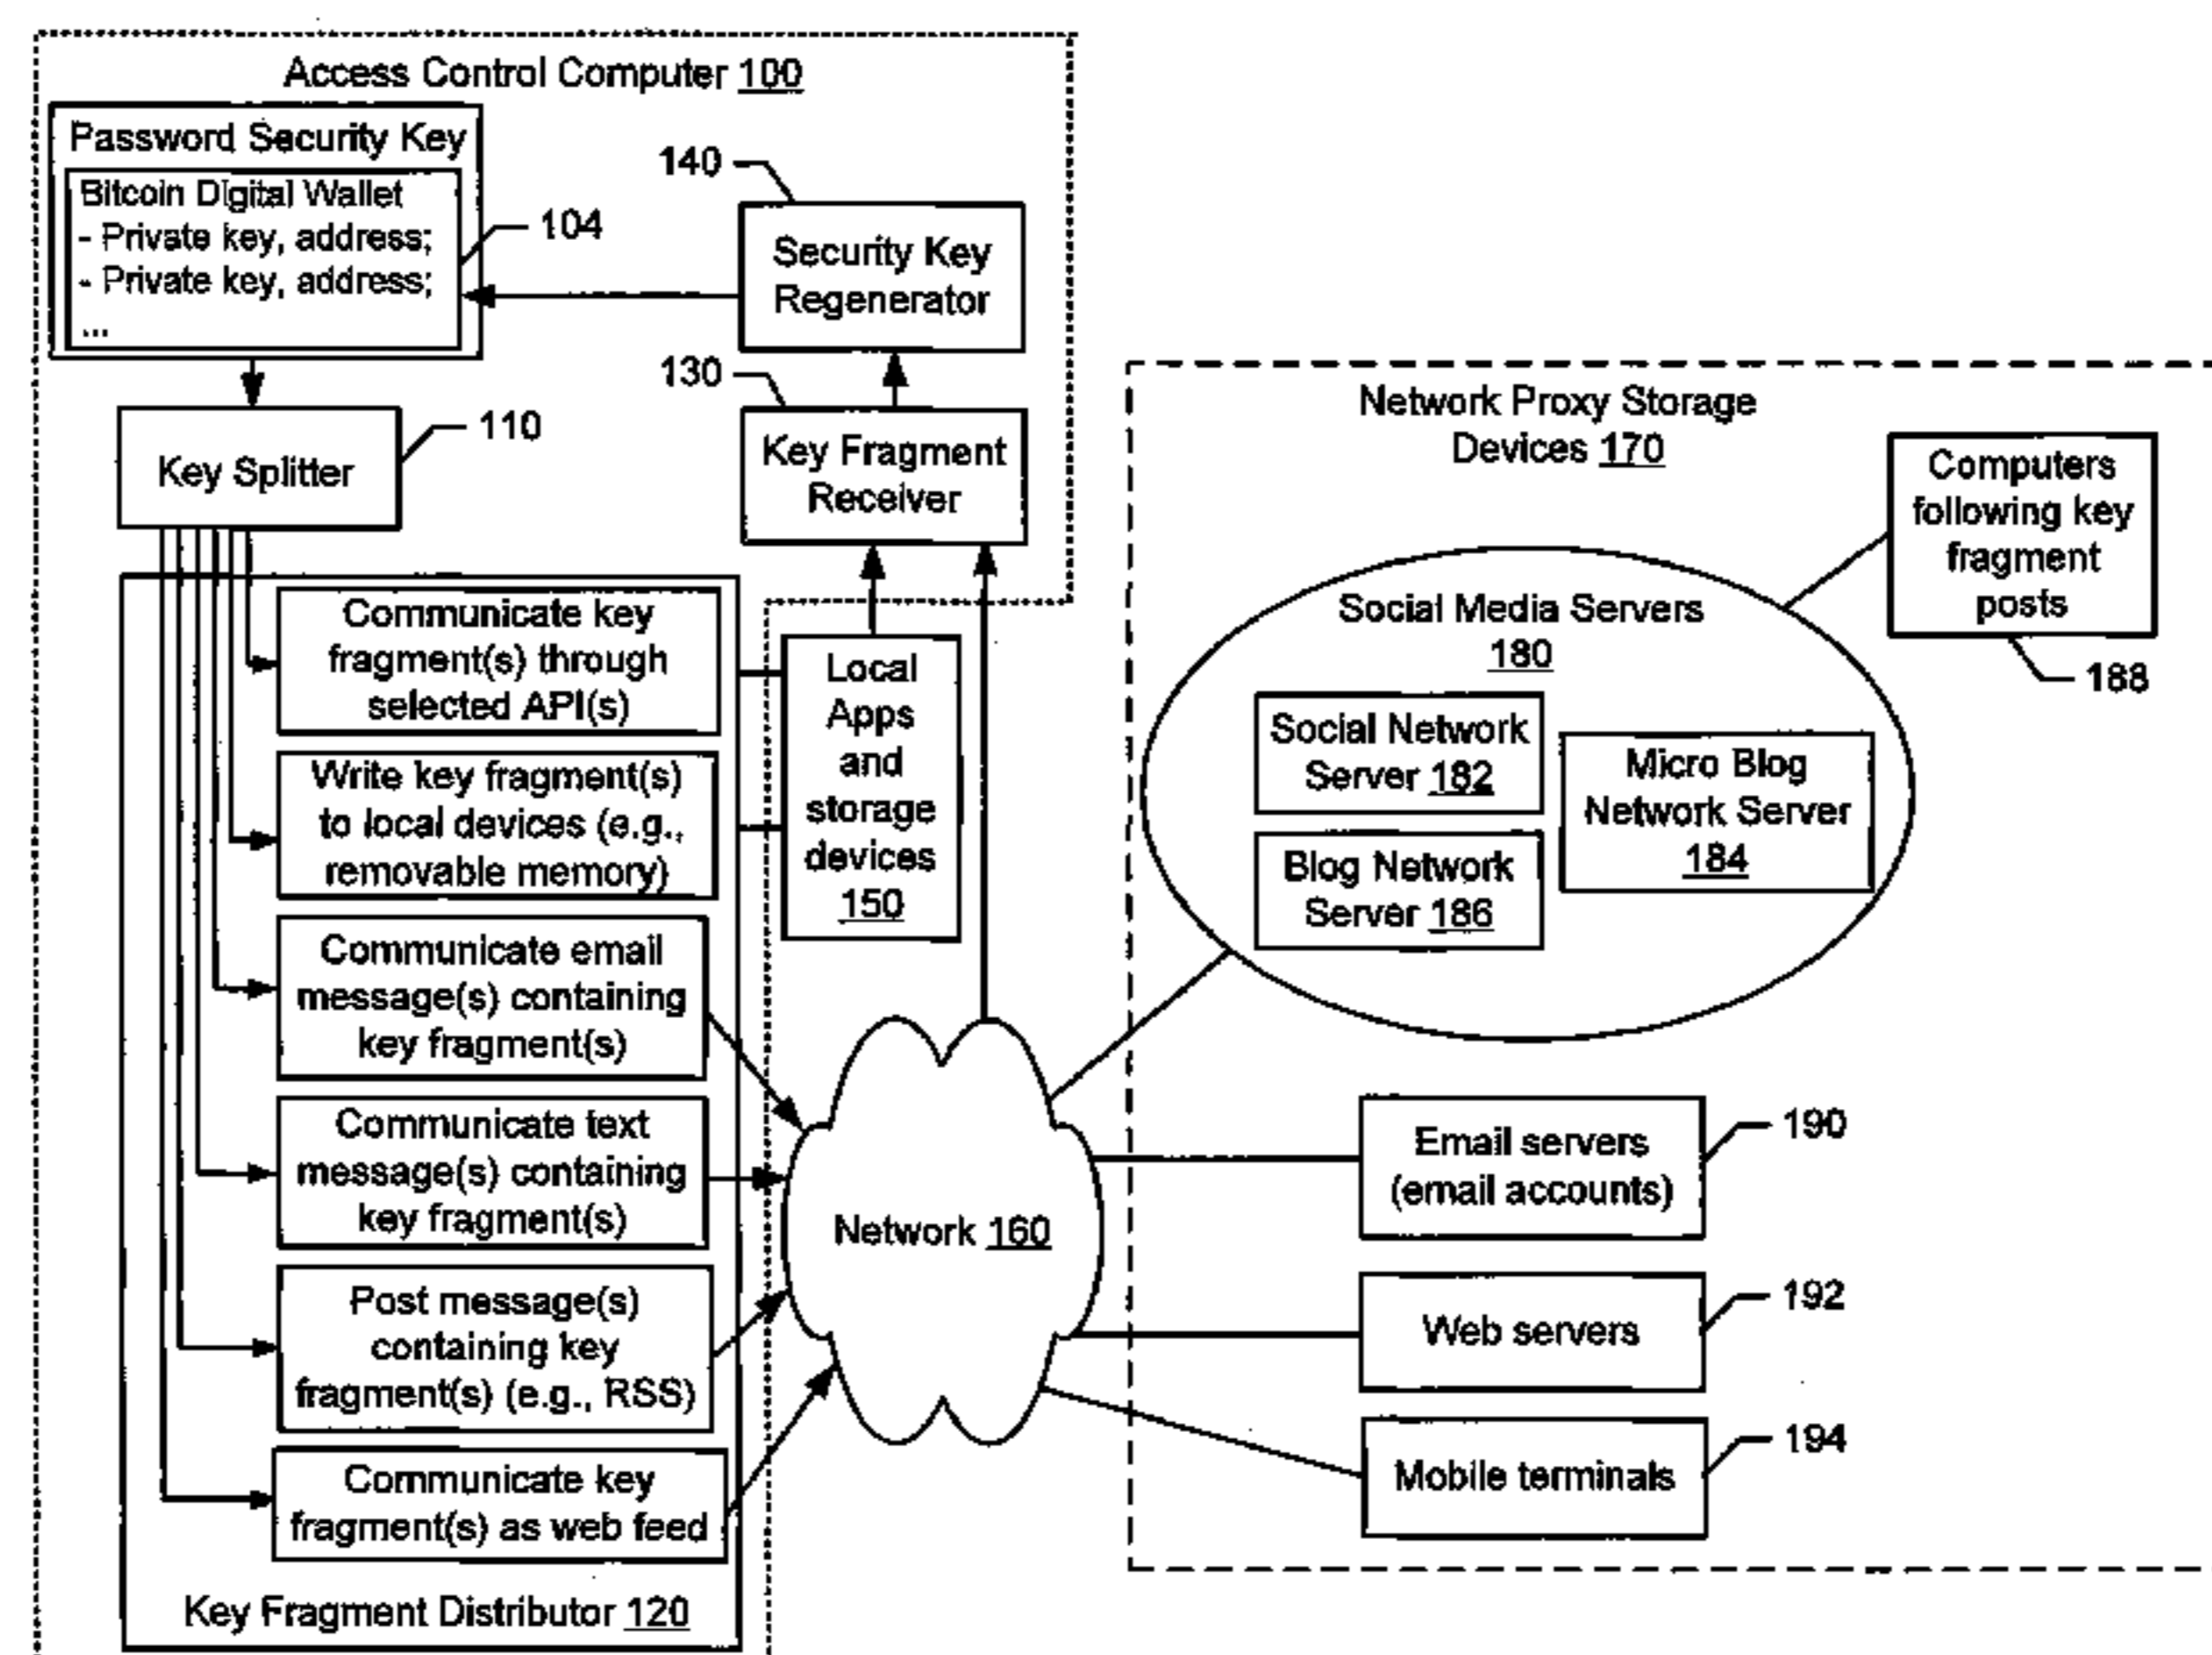 Access Control Computer 100
Password Security Key
Bitcoin Digital Wallet
- Private key, address;
- Private key, address;
...
104
140
Security Key
Regenerator
130
Key Fragment
Receiver
110
Key Splitter
Communicate key
fragment(s) through
selected API(s)
Write key fragment(s)
to local devices (e.g.,
removable memory)
Communicate email
message(s) containing
key fragment(s)
Communicate text
message(s) containing
key fragment(s)
Post message(s)
containing key
fragment(s) (e.g., RSS)
Communicate key
fragment(s) as web feed
Key Fragment Distributor 120
Local
Apps
and
storage
devices
150
Network 160
Network Proxy Storage
Devices 170
Computers
following key
fragment
posts
188
Social Media Servers
180
Social Network
Server 182
Micro Blog
Network Server
184
Blog Network
Server 186
Email servers
(email accounts)
190
Web servers
192
Mobile terminals
194